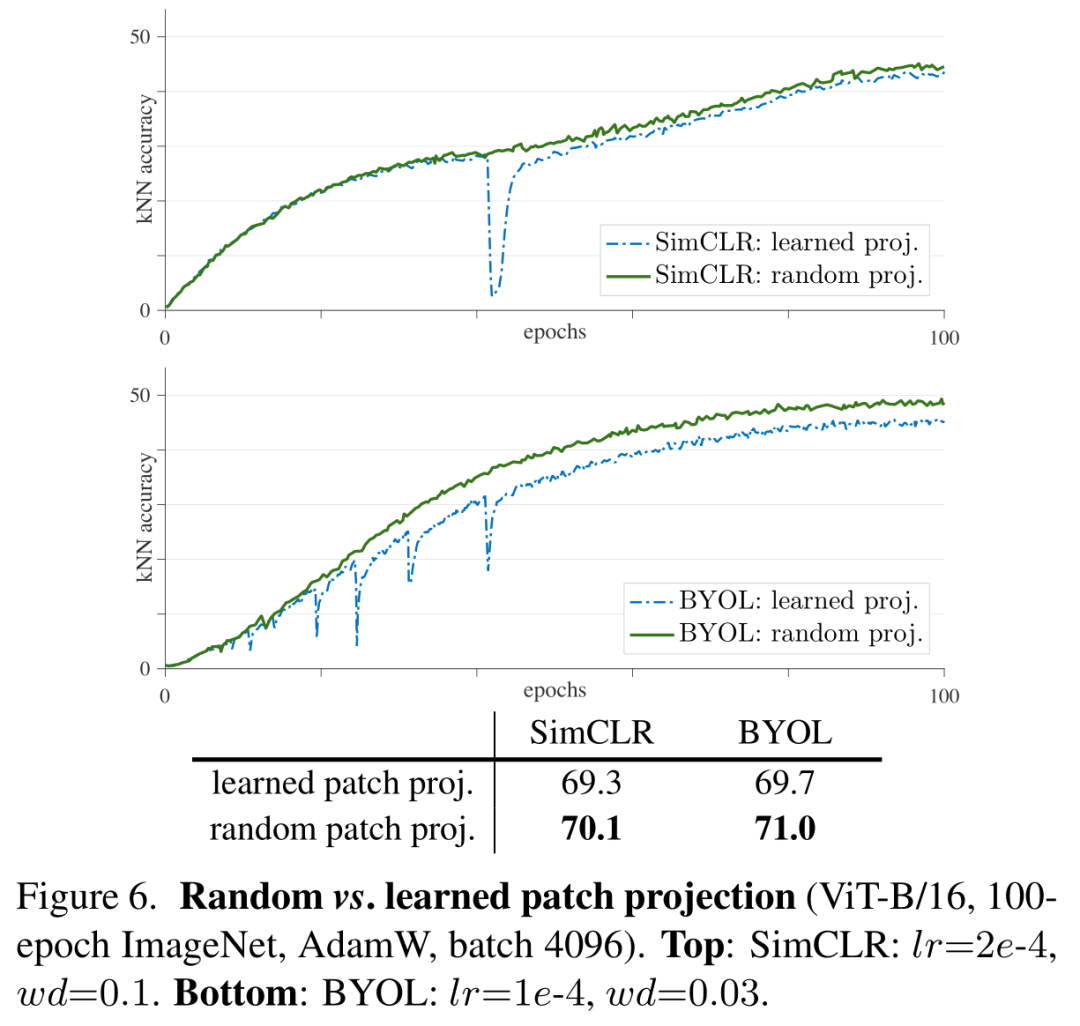 50
kNN accuracy
0
SimCLR: learned proj.
SimCLR: random proj.
0
epochs
100
50
kNN accuracy
0
BYOL: learned proj.
BYOL: random proj.
0
epochs
100
SimCLR BYOL
learned patch proj. 69.3 69.7
random patch proj. 70.1 71.0
Figure 6. Random vs. learned patch projection (ViT-B/16, 100-
epoch ImageNet, AdamW, batch 4096). Top: SimCLR: lr=2e-4,
wd=0.1. Bottom: BYOL: lr=1e-4, wd=0.03.